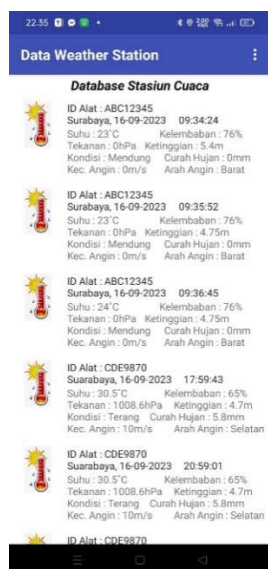 22.35
Data Weather Station
Database Stasiun Cuaca
ID Alat : ABC12345
Surabaya, 16-09-2023 09:34:24
Suhu : 23°C Kelembaban : 76%
Tekanan : 0hPa Ketinggian : 5.4m
Kondisi : Mendung Curah Hujan : 0mm
Kec. Angin : 0m/s Arah Angin : Barat
ID Alat : ABC12345
Surabaya, 16-09-2023 09:35:52
Suhu : 23°C Kelembaban : 76%
Tekanan : 0hPa Ketinggian : 4.75m
Kondisi : Mendung Curah Hujan : 0mm
Kec. Angin : 0m/s Arah Angin : Barat
ID Alat : ABC12345
Surabaya, 16-09-2023 09:36:45
Suhu : 24°C Kelembaban : 76%
Tekanan : 0hPa Ketinggian : 4.75m
Kondisi : Mendung Curah Hujan : 0mm
Kec. Angin : 0m/s Arah Angin : Barat
ID Alat : CDE9870
Suarabaya, 16-09-2023 17:59:43
Suhu : 30.5°C Kelembaban : 65%
Tekanan : 1008.6hPa Ketinggian : 4.7m
Kondisi : Terang Curah Hujan : 5.8mm
Kec. Angin : 10m/s Arah Angin : Selatan
ID Alat : CDE9870
Suarabaya, 16-09-2023 20:59:01
Suhu : 30.5°C Kelembaban : 65%
Tekanan : 1008.6hPa Ketinggian : 4.7m
Kondisi : Terang Curah Hujan : 5.8mm
Kec. Angin : 10m/s Arah Angin : Selatan
ID Alat : CDE9870